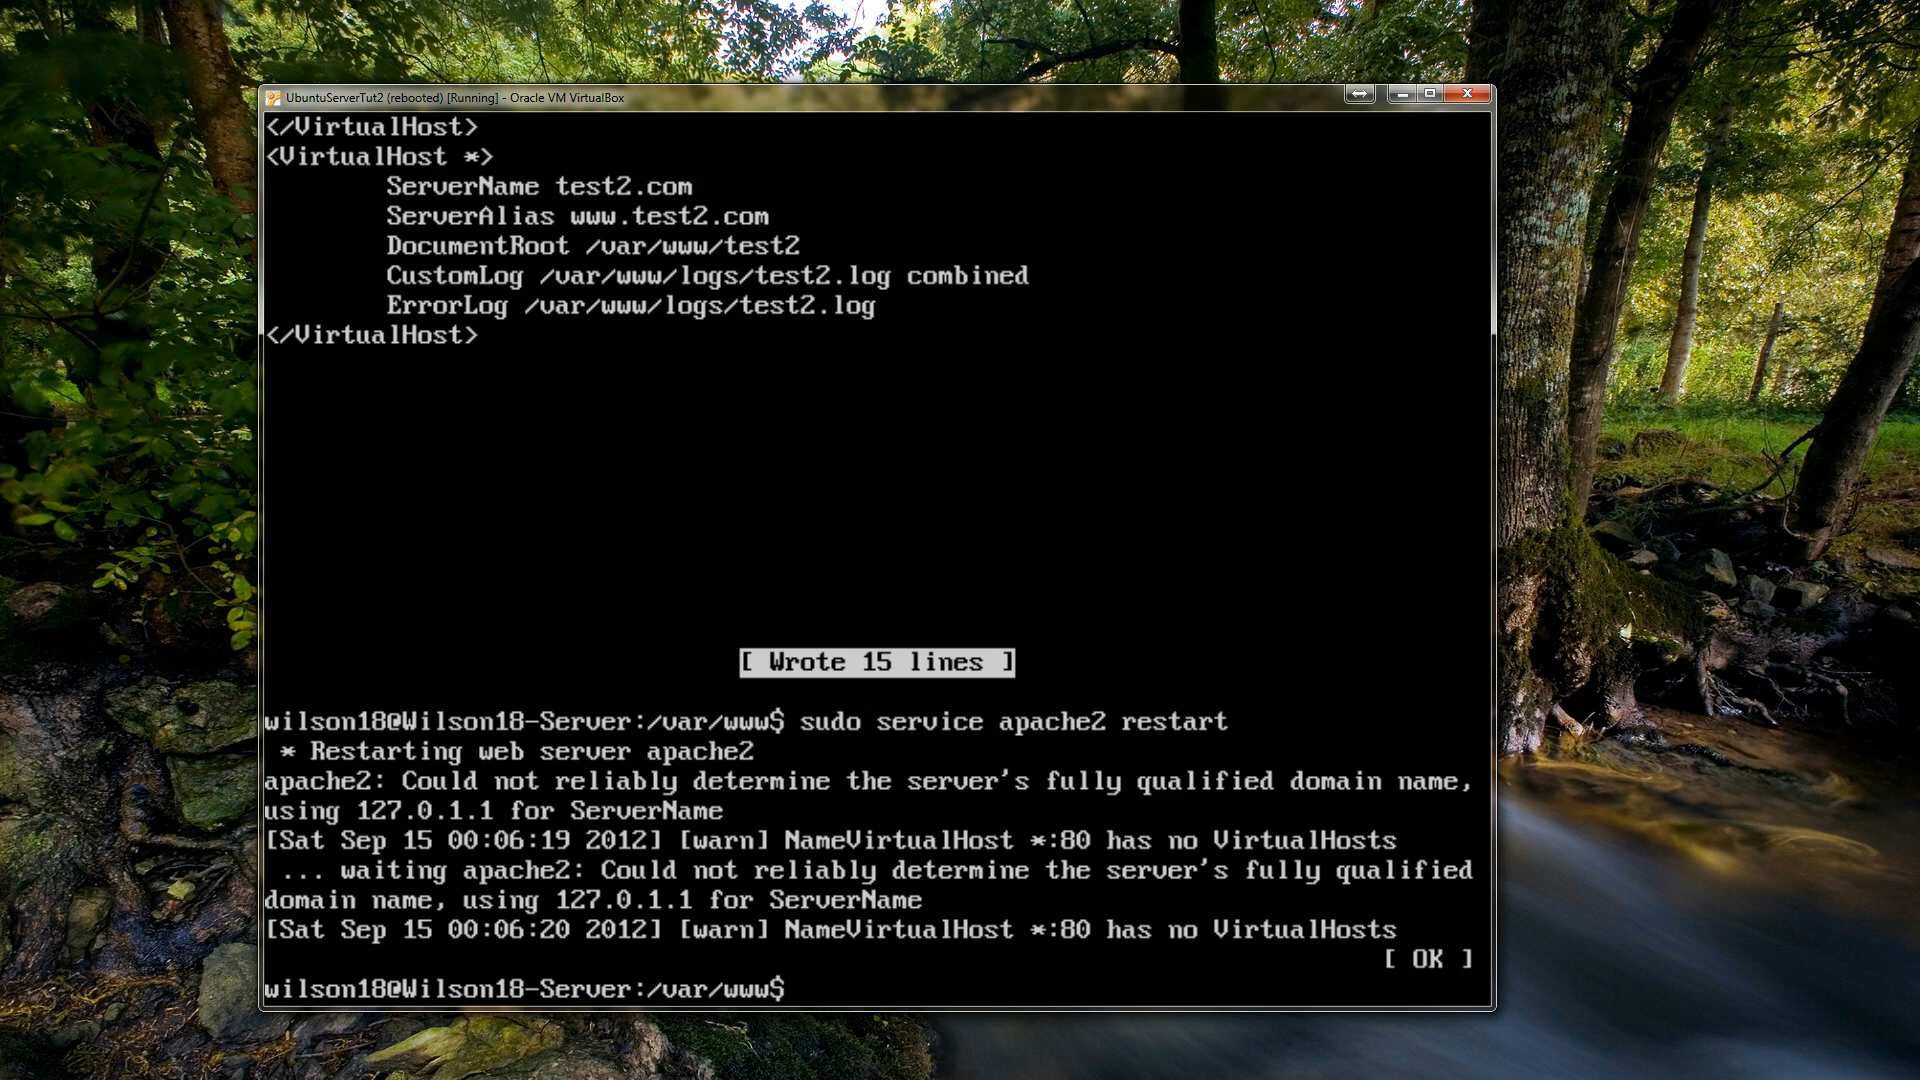 UbuntuServerTut2 (rebooted) [Running] - Oracle VM VirtualBox
</VirtualHost>
<VirtualHost *>
ServerName test2.com
ServerAlias www.test2.com
DocumentRoot /var/www/test2
CustomLog /var/www/logs/test2.log combined
ErrorLog /var/www/logs/test2.log
</VirtualHost>
[ Wrote 15 lines ]
wilson18@Wilson18-Server:/var/www$ sudo service apache2 restart
* Restarting web server apache2
apache2: Could not reliably determine the server's fully qualified domain name,
using 127.0.1.1 for ServerName
[Sat Sep 15 00:06:19 2012] [warn] NameVirtualHost *:80 has no VirtualHosts
... waiting apache2: Could not reliably determine the server's fully qualified
domain name, using 127.0.1.1 for ServerName
[Sat Sep 15 00:06:20 2012] [warn] NameVirtualHost *:80 has no VirtualHosts
[ OK ]
wilson18@Wilson18-Server:/var/www$